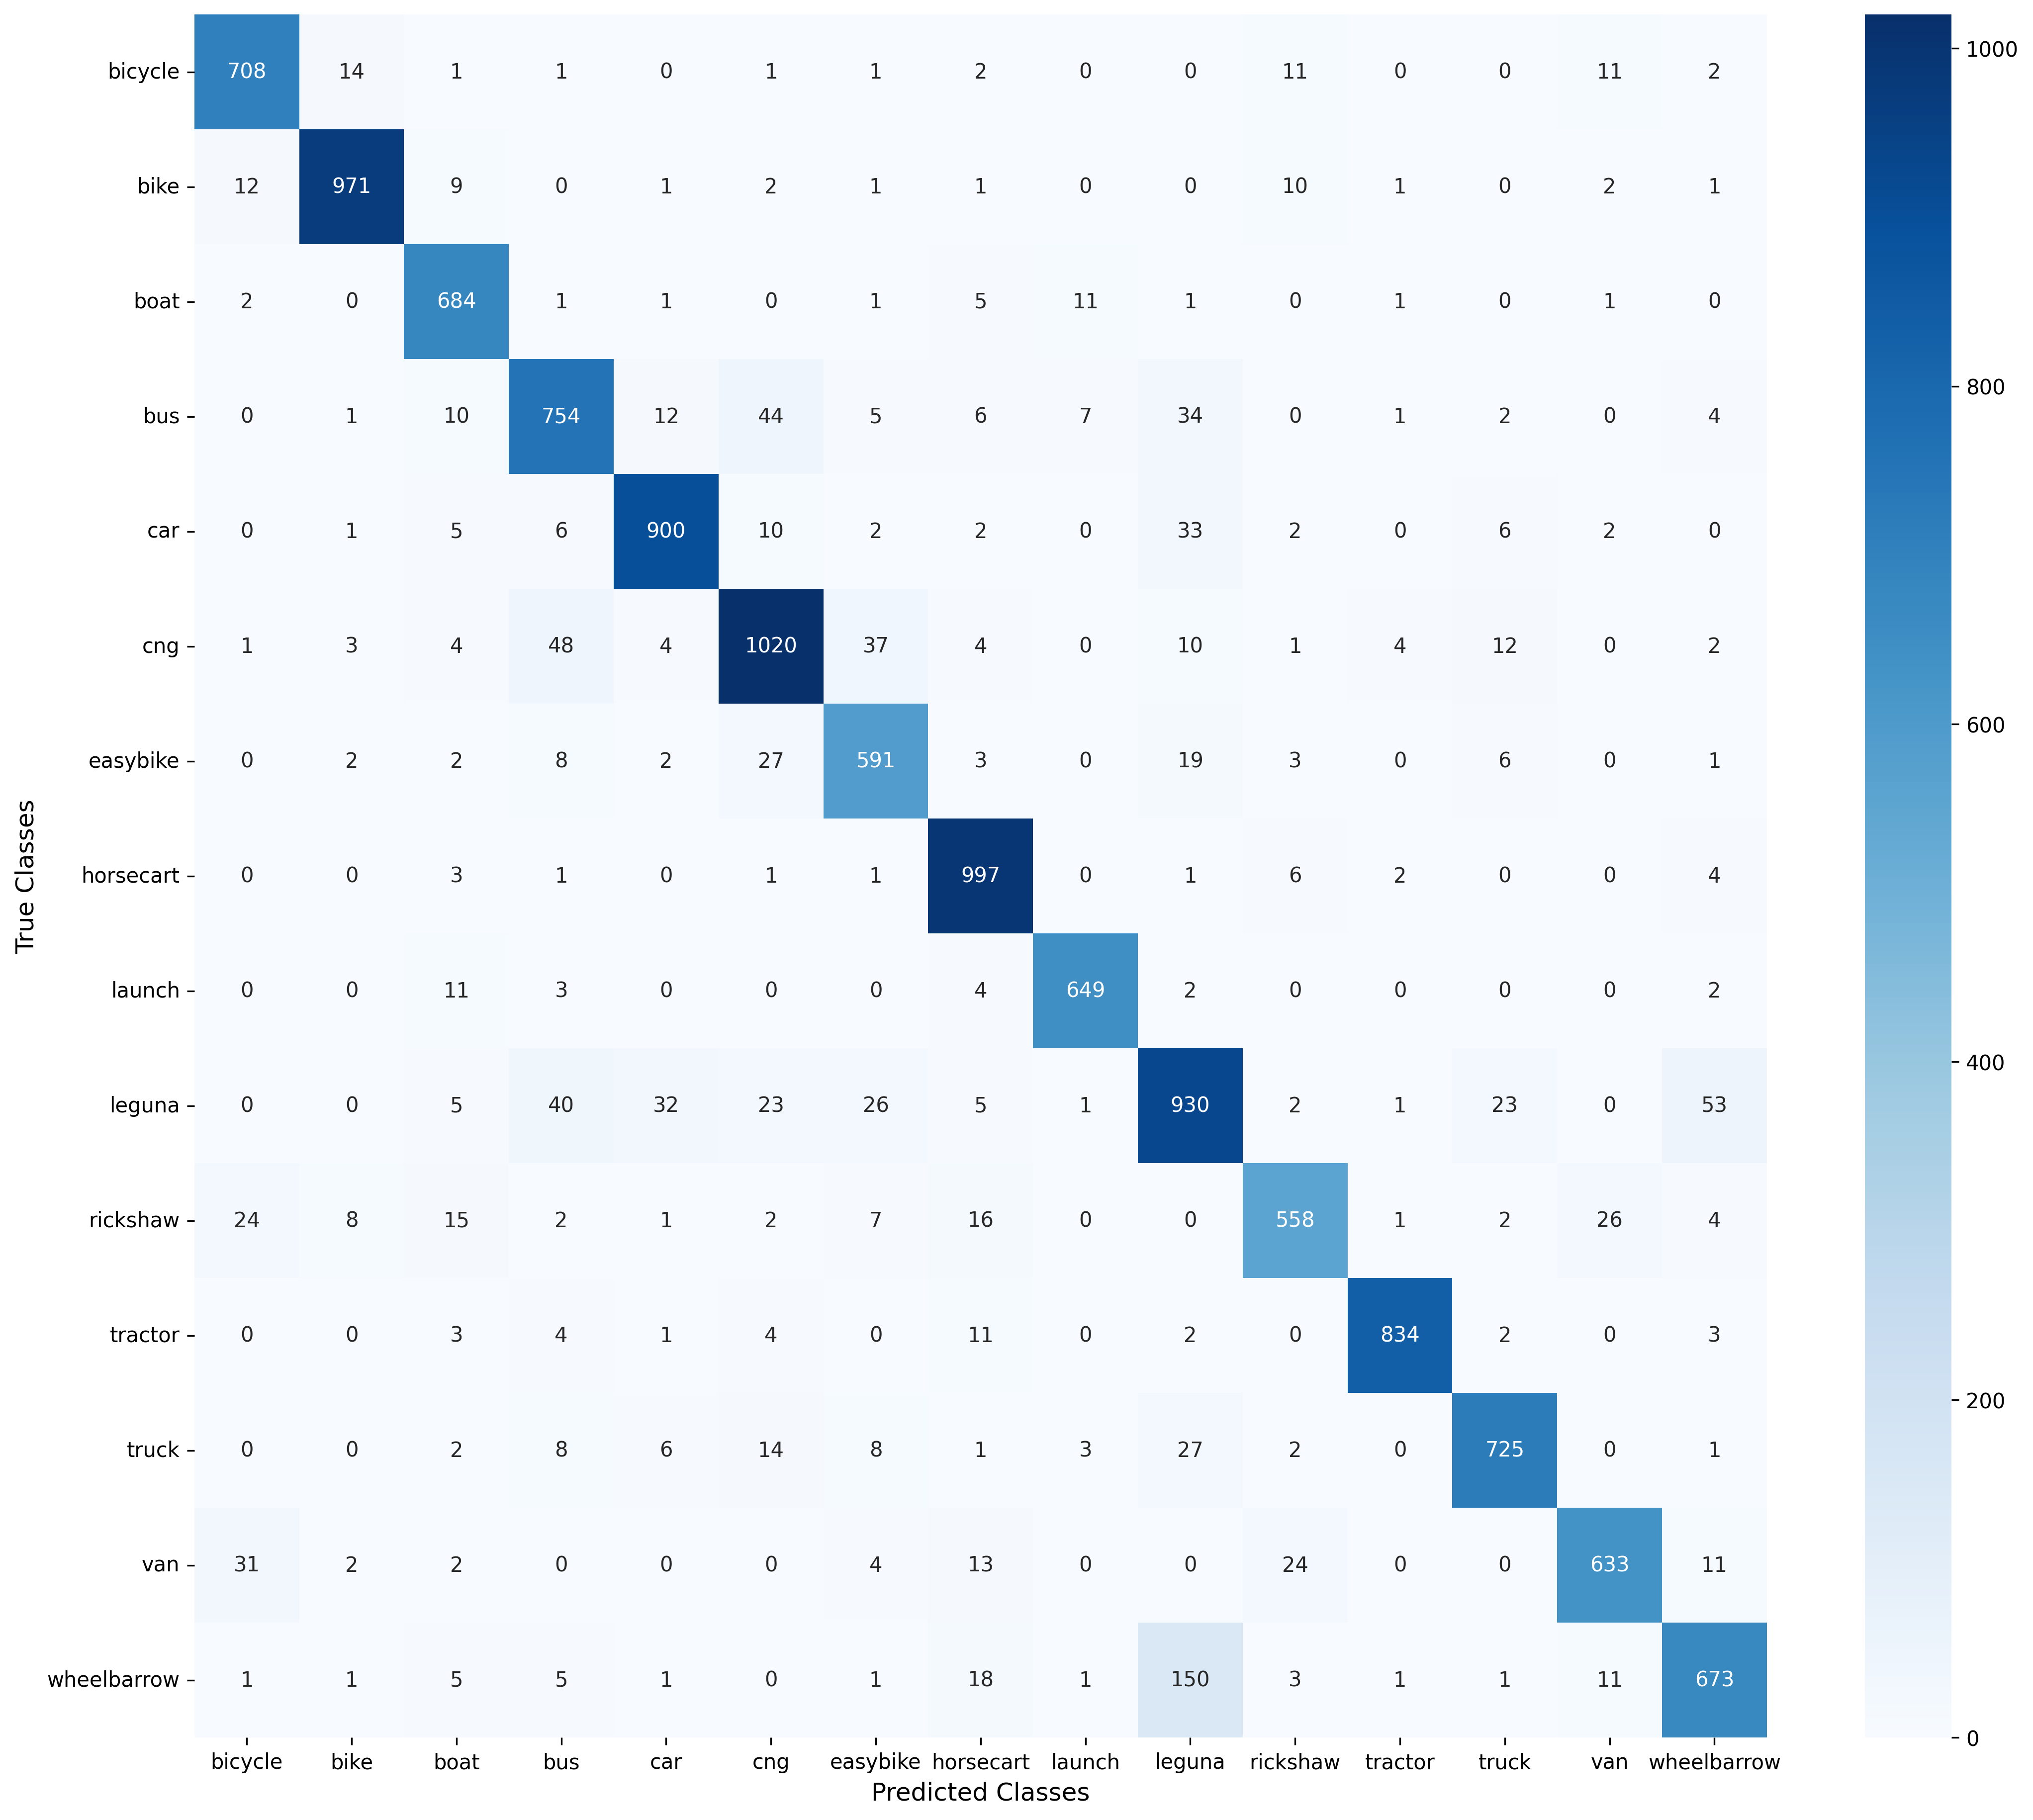 bicycle 708 14 1 1 0 1 1 2 0 0 11 0 0 11 2
bike 12 971 9 0 1 2 1 1 0 0 10 1 0 2 1
boat 2 0 684 1 1 0 1 5 11 1 0 1 0 1 0
bus 0 1 10 754 12 44 5 6 7 34 0 1 2 0 4
car 0 1 5 6 900 10 2 2 0 33 2 0 6 2 0
cng 1 3 4 48 4 1020 37 4 0 10 1 4 12 0 2
easybike 0 2 2 8 2 27 591 3 0 19 3 0 6 0 1
horsecart 0 0 3 1 0 1 1 997 0 1 6 2 0 0 4
launch 0 0 11 3 0 0 0 4 649 2 0 0 0 0 2
leguna 0 0 5 40 32 23 26 5 1 930 2 1 23 0 53
rickshaw 24 8 15 2 1 2 7 16 0 0 558 1 2 26 4
tractor 0 0 3 4 1 4 0 11 0 2 0 834 2 0 3
truck 0 0 2 8 6 14 8 1 3 27 2 0 725 0 1
van 31 2 2 0 0 0 4 13 0 0 24 0 0 633 11
wheelbarrow 1 1 5 5 1 0 1 18 1 150 3 1 1 11 673
bicycle bike boat bus car cng easybike horsecart launch leguna rickshaw tractor truck van wheelbarrow
Predicted Classes
True Classes
1000
800
600
400
200
0